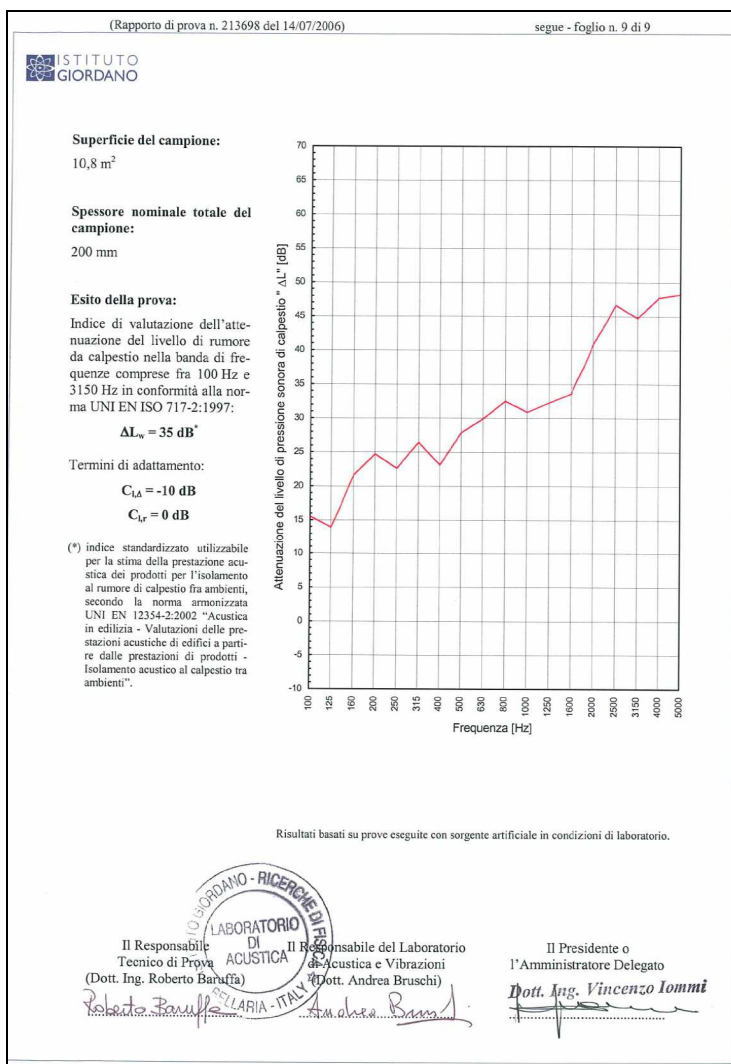 (Rapporto di prova n. 213698 del 14/07/2006)
segue - foglio n. 9 di 9
ISTITUTO
GIORDANO
Superficie del campione:
10,8 m²
Spessore nominale totale del
campione:
200 mm
Esito della prova:
Indice di valutazione dell'atte-
nuazione del livello di rumore
da calpestio nella banda di fre-
quenze comprese fra 100 Hz e
3150 Hz in conformità alla nor-
ma UNI EN ISO 717-2:1997:
ΔLw = 35 dB*
Termini di adattamento:
CI,Δ = -10 dB
CI,r = 0 dB
(*) indice standardizzato utilizzabile
per la stima della prestazione acu-
stica dei prodotti per l'isolamento
al rumore di calpestio fra ambienti,
secondo la norma armonizzata
UNI EN 12354-2:2002 “Acustica
in edilizia - Valutazioni delle pre-
stazioni acustiche di edifici a parti-
re dalle prestazioni di prodotti -
Isolamento acustico al calpestio tra
ambienti”.
Attenuazione del livello di pressione sonora di calpestio " ΔL" [dB]
70
65
60
55
50
45
40
35
30
25
20
15
10
5
0
-5
-10
100 125 160 200 250 315 400 500 630 800 1000 1250 1600 2000 2500 3150 4000 5000
Frequenza [Hz]
Risultati basati su prove eseguite con sorgente artificiale in condizioni di laboratorio.
GIORDANO - RICERCHE DI FISICA
BELLARIA - ITALY
LABORATORIO
DI
ACUSTICA
Il Responsabile
Tecnico di Prova
(Dott. Ing. Roberto Baruffa)
Roberto Baruffa
Il Responsabile del Laboratorio
di Acustica e Vibrazioni
(Dott. Andrea Bruschi)
Andrea
Il Presidente o
l'Amministratore Delegato
Dott. Ing. Vincenzo Iommi